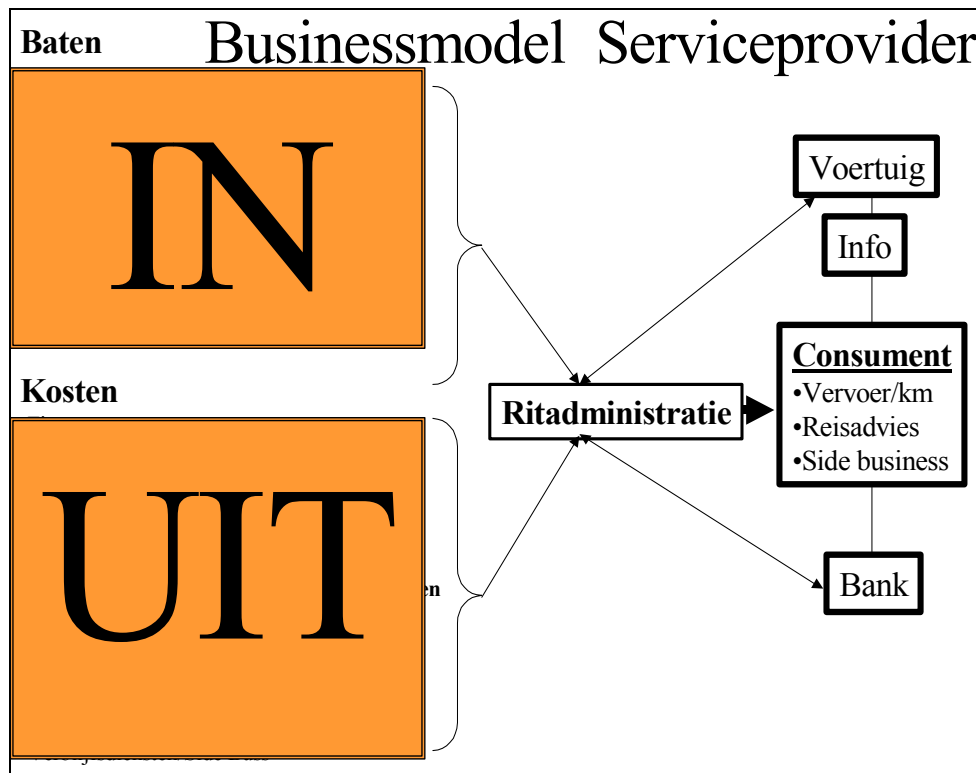 Businessmodel Serviceprovider
Baten
IN
Kosten
UIT
Voertuig
Info
Consument
•Vervoer/km
•Reisadvies
•Side business
Ritadministratie
Bank